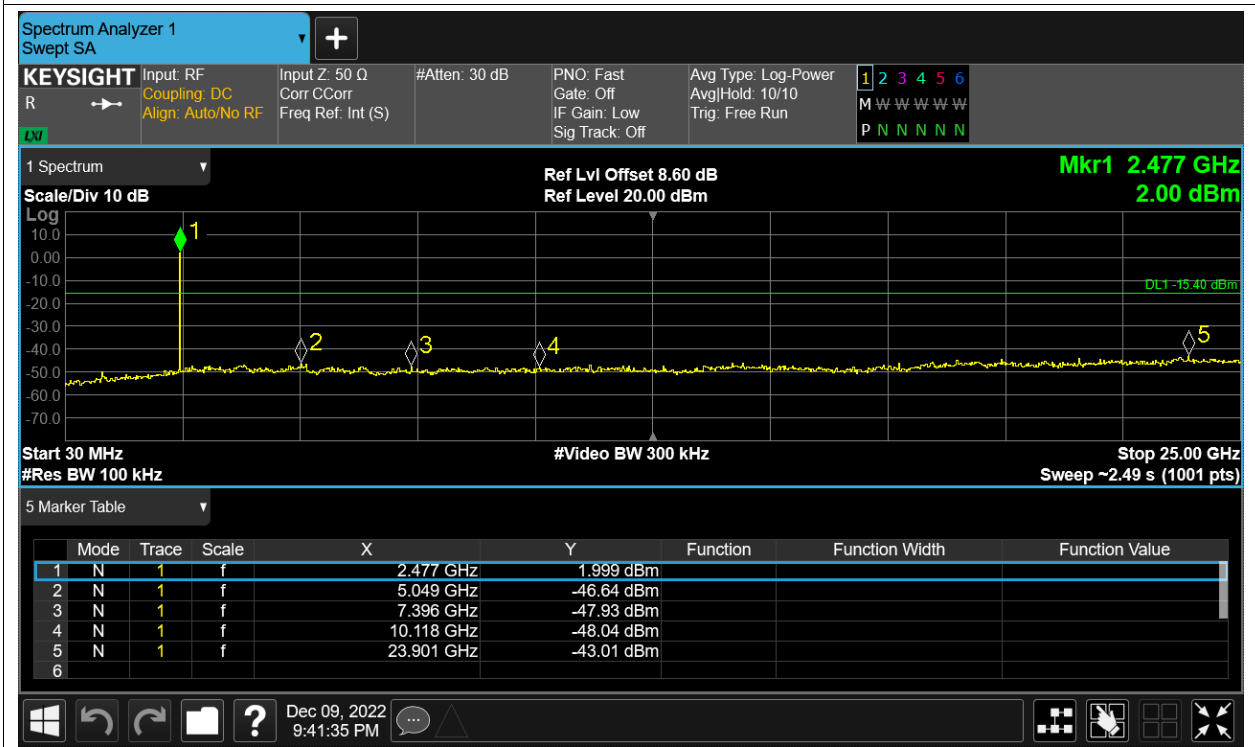 Spectrum Analyzer 1
Swept SA
KEYSIGHT Input: RF Input Z: 50 Ω #Atten: 30 dB PNO: Fast Avg Type: Log-Power 1 2 3 4 5 6
R Coupling: DC Corr CCorr Gate: Off Avg|Hold: 10/10 M W W W W W
Align: Auto/No RF Freq Ref: Int (S) IF Gain: Low Trig: Free Run
LXI Sig Track: Off P N N N N N
1 Spectrum Ref Lvl Offset 8.60 dB Mkr1 2.477 GHz
Scale/Div 10 dB Ref Level 20.00 dBm 2.00 dBm
Log
10.0 1
0.00
-10.0 DL1 -15.40 dBm
-20.0
-30.0
-40.0 2 3 4 5
-50.0
-60.0
-70.0
Start 30 MHz #Video BW 300 kHz Stop 25.00 GHz
#Res BW 100 kHz Sweep ~2.49 s (1001 pts)
5 Marker Table
Mode Trace Scale X Y Function Function Width Function Value
1 N 1 f 2.477 GHz 1.999 dBm
2 N 1 f 5.049 GHz -46.64 dBm
3 N 1 f 7.396 GHz -47.93 dBm
4 N 1 f 10.118 GHz -48.04 dBm
5 N 1 f 23.901 GHz -43.01 dBm
6
? Dec 09, 2022
9:41:35 PM